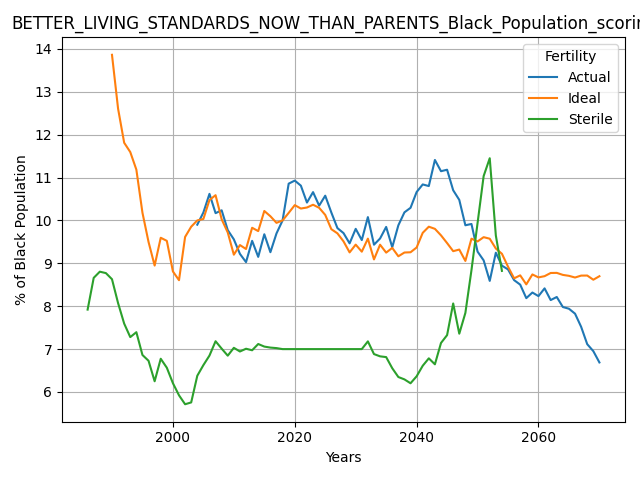 BETTER_LIVING_STANDARDS_NOW_THAN_PARENTS_Black_Population_scorin
Fertility
Actual
Ideal
Sterile
% of Black Population
14
13
12
11
10
9
8
7
6
2000 2020 2040 2060
Years